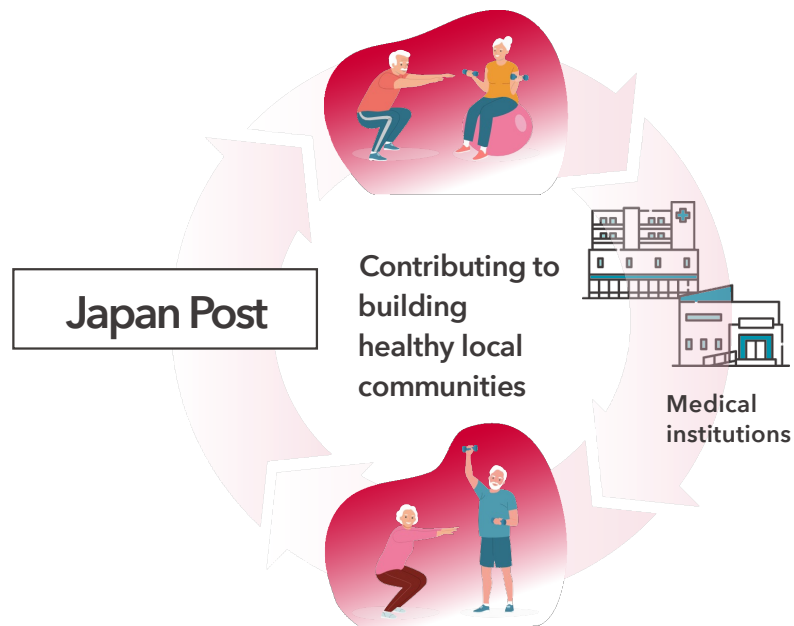 Japan Post
Contributing to
building
healthy local
communities
Medical
institutions